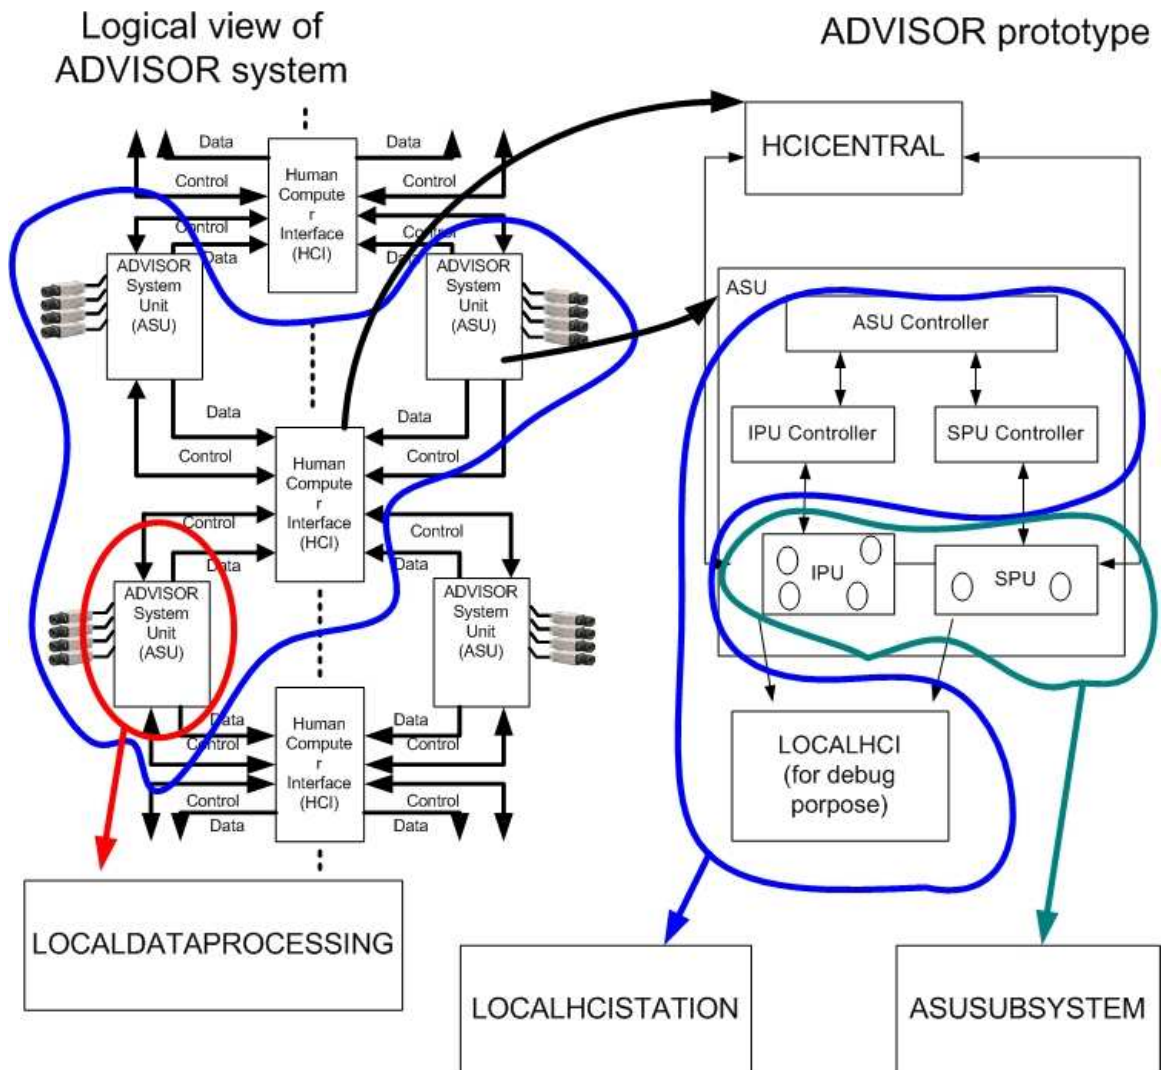 Logical view of
ADVISOR system
ADVISOR prototype
Data
Data
Control
Control
Control
Control
Data
Data
Human
Compute
r
Interface
(HCI)
ADVISOR
System
Unit
(ASU)
ADVISOR
System
Unit
(ASU)
Data
Data
Control
Control
Human
Compute
r
Interface
(HCI)
Control
Control
Data
Data
ADVISOR
System
Unit
(ASU)
ADVISOR
System
Unit
(ASU)
Data
Data
Control
Control
Human
Compute
r
Interface
(HCI)
Control
Control
Data
Data
HCICENTRAL
ASU
ASU Controller
IPU Controller
SPU Controller
IPU
SPU
LOCALHCI
(for debug
porpose)
LOCALDATAPROCESSING
LOCALHCISTATION
ASUSUBSYSTEM